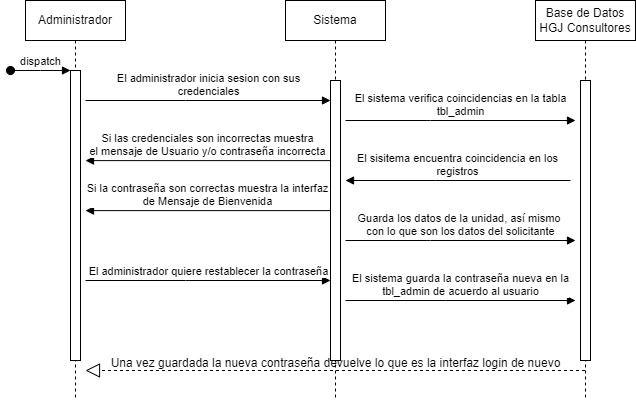 Administrador
Sistema
Base de Datos
HGJ Consultores
dispatch
El administrador inicia sesion con sus
credenciales
El sistema verifica coincidencias en la tabla
tbl_admin
Si las credenciales son incorrectas muestra
el mensaje de Usuario y/o contraseña incorrecta
El sisitema encuentra coincidencia en los
registros
Si la contraseña son correctas muestra la interfaz
de Mensaje de Bienvenida
Guarda los datos de la unidad, así mismo
con lo que son los datos del solicitante
El administrador quiere restablecer la contraseña
El sistema guarda la contraseña nueva en la
tbl_admin de acuerdo al usuario
Una vez guardada la nueva contraseña devuelve lo que es la interfaz login de nuevo